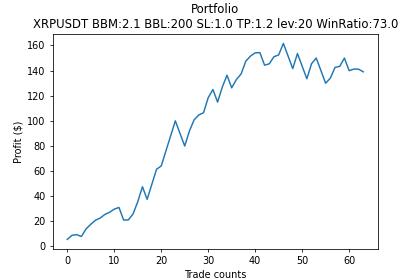 Portfolio
XRPUSDT BBM:2.1 BBL:200 SL:1.0 TP:1.2 lev:20 WinRatio:73.0
160
140
120
100
80
60
40
20
0
Profit ($)
0 10 20 30 40 50 60
Trade counts